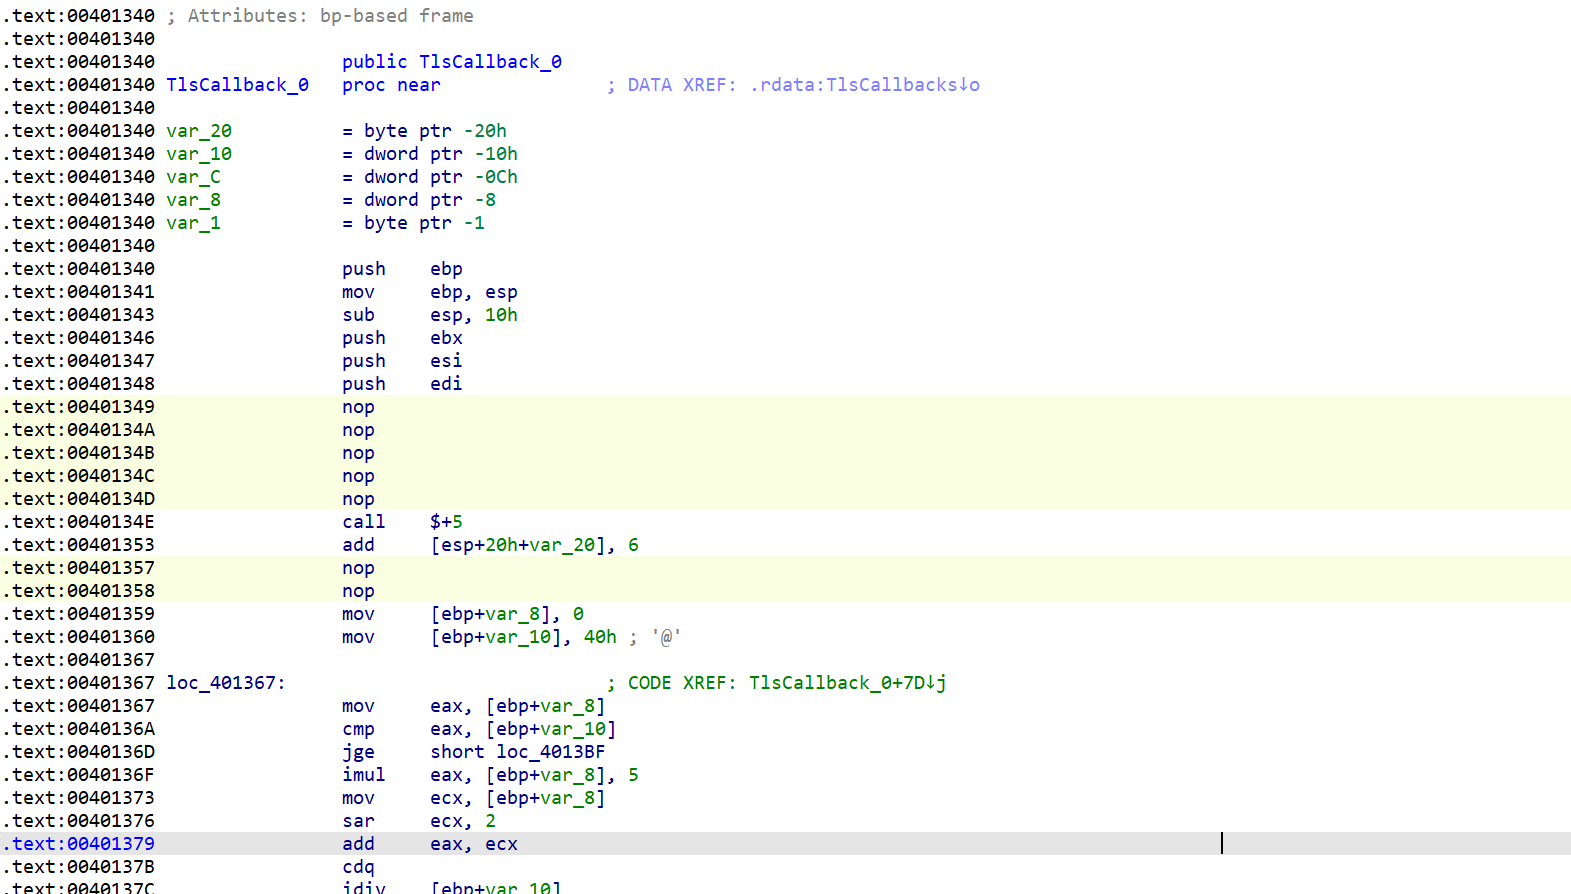 .text:00401340 ; Attributes: bp-based frame
.text:00401340
.text:00401340 public TlsCallback_0
.text:00401340 TlsCallback_0 proc near ; DATA XREF: .rdata:TlsCallbacks↓o
.text:00401340
.text:00401340 var_20 = byte ptr -20h
.text:00401340 var_10 = dword ptr -10h
.text:00401340 var_C = dword ptr -0Ch
.text:00401340 var_8 = dword ptr -8
.text:00401340 var_1 = byte ptr -1
.text:00401340
.text:00401340 push ebp
.text:00401341 mov ebp, esp
.text:00401343 sub esp, 10h
.text:00401346 push ebx
.text:00401347 push esi
.text:00401348 push edi
.text:00401349 nop
.text:0040134A nop
.text:0040134B nop
.text:0040134C nop
.text:0040134D nop
.text:0040134E call $+5
.text:00401353 add [esp+20h+var_20], 6
.text:00401357 nop
.text:00401358 nop
.text:00401359 mov [ebp+var_8], 0
.text:00401360 mov [ebp+var_10], 40h ; '@'
.text:00401367
.text:00401367 loc_401367: ; CODE XREF: TlsCallback_0+7D↓j
.text:00401367 mov eax, [ebp+var_8]
.text:0040136A cmp eax, [ebp+var_10]
.text:0040136D jge short loc_4013BF
.text:0040136F imul eax, [ebp+var_8], 5
.text:00401373 mov ecx, [ebp+var_8]
.text:00401376 sar ecx, 2
.text:00401379 add eax, ecx
.text:0040137B cdq
.text:0040137C idiv [ebp+var_10]